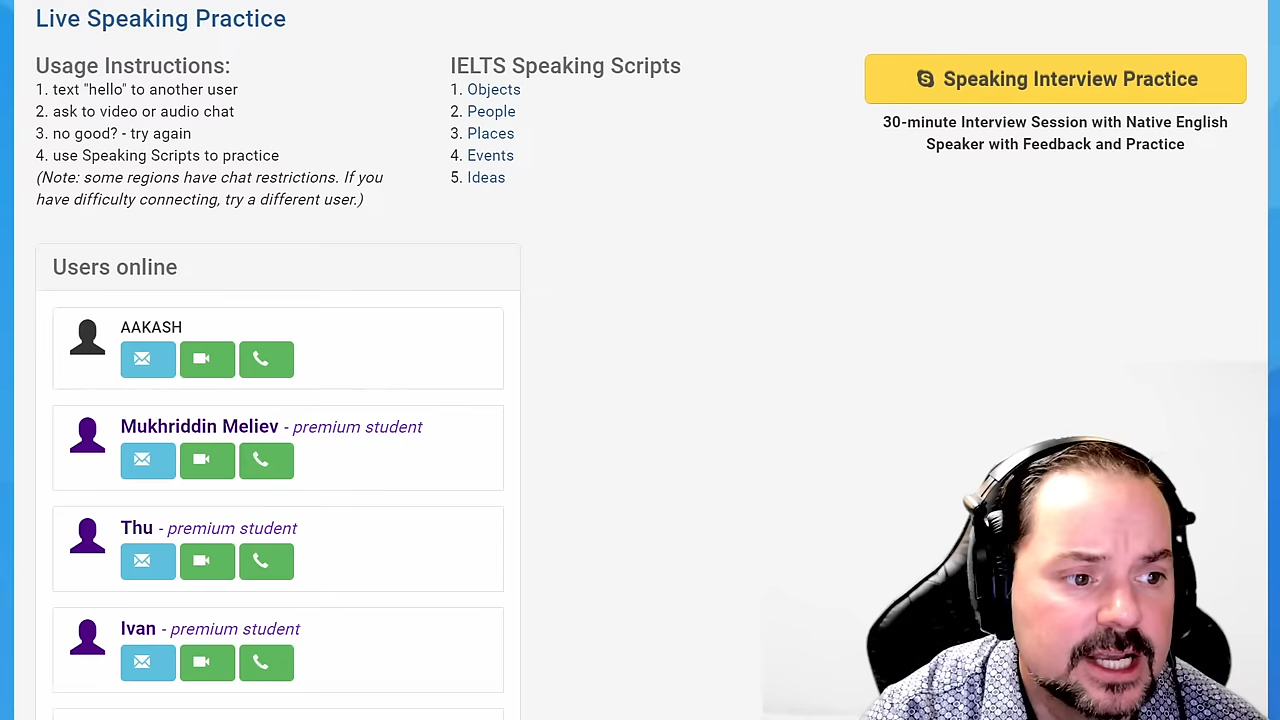 Live Speaking Practice
Usage Instructions:
1. text "hello" to another user
2. ask to video or audio chat
3. no good? - try again
4. use Speaking Scripts to practice
(Note: some regions have chat restrictions. If you
have difficulty connecting, try a different user.)
IELTS Speaking Scripts
1. Objects
2. People
3. Places
4. Events
5. Ideas
Speaking Interview Practice
30-minute Interview Session with Native English
Speaker with Feedback and Practice
Users online
AAKASH
Mukhriddin Meliev - premium student
Thu - premium student
Ivan - premium student